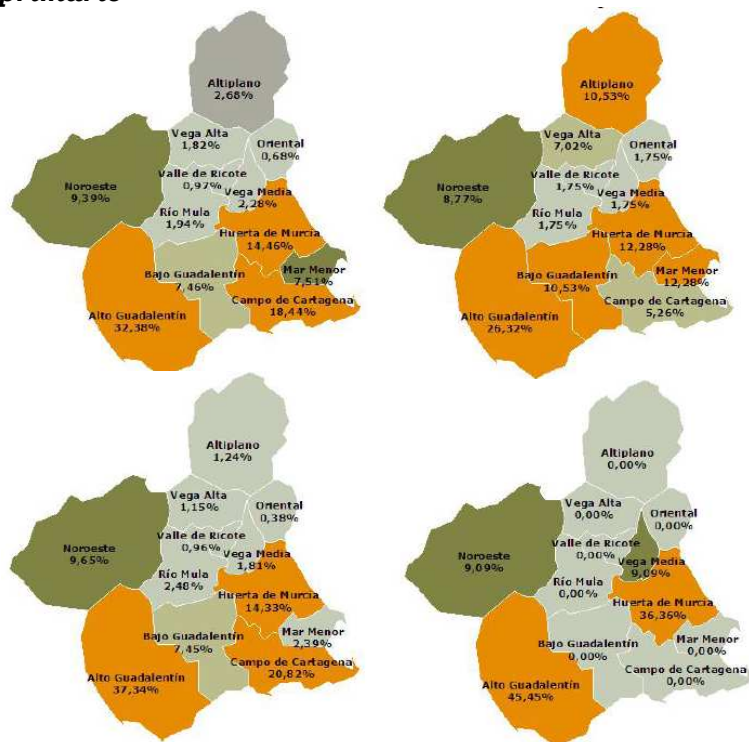 Altiplano
2,68%
Vega Alta
1,82%
Oriental
0,68%
Noroeste
9,39%
Valle de Ricote
0,97%
Vega Media
2,28%
Río Mula
1,94%
Huerta de Murcia
14,46%
Bajo Guadalentín
7,46%
Mar Menor
7,51%
Alto Guadalentín
32,38%
Campo de Cartagena
18,44%
Altiplano
10,53%
Vega Alta
7,02%
Oriental
1,75%
Noroeste
8,77%
Valle de Ricote
1,75%
Vega Media
1,75%
Río Mula
1,75%
Huerta de Murcia
12,28%
Bajo Guadalentín
10,53%
Mar Menor
12,28%
Alto Guadalentín
26,32%
Campo de Cartagena
5,26%
Altiplano
1,24%
Vega Alta
1,15%
Oriental
0,38%
Noroeste
9,65%
Valle de Ricote
0,96%
Vega Media
1,81%
Río Mula
2,48%
Huerta de Murcia
14,33%
Bajo Guadalentín
7,45%
Mar Menor
2,39%
Alto Guadalentín
37,34%
Campo de Cartagena
20,82%
Altiplano
0,00%
Vega Alta
0,00%
Oriental
0,00%
Noroeste
9,09%
Valle de Ricote
0,00%
Vega Media
9,09%
Río Mula
0,00%
Huerta de Murcia
36,36%
Bajo Guadalentín
0,00%
Mar Menor
0,00%
Alto Guadalentín
45,45%
Campo de Cartagena
0,00%